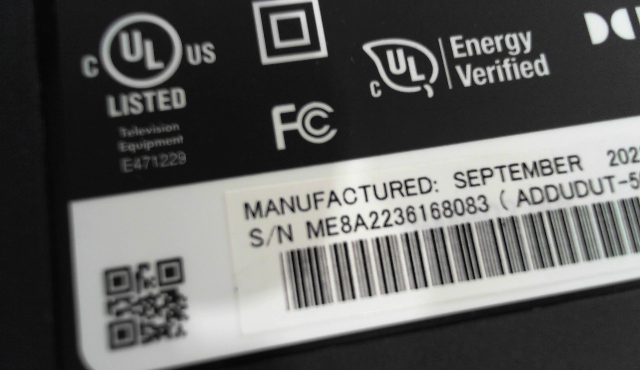 C UL US
LISTED
Television
Equipment
E471229
FC
C UL
Energy
Verified
MANUFACTURED: SEPTEMBER
S/N ME8A2236168083 (ADDUDUT-